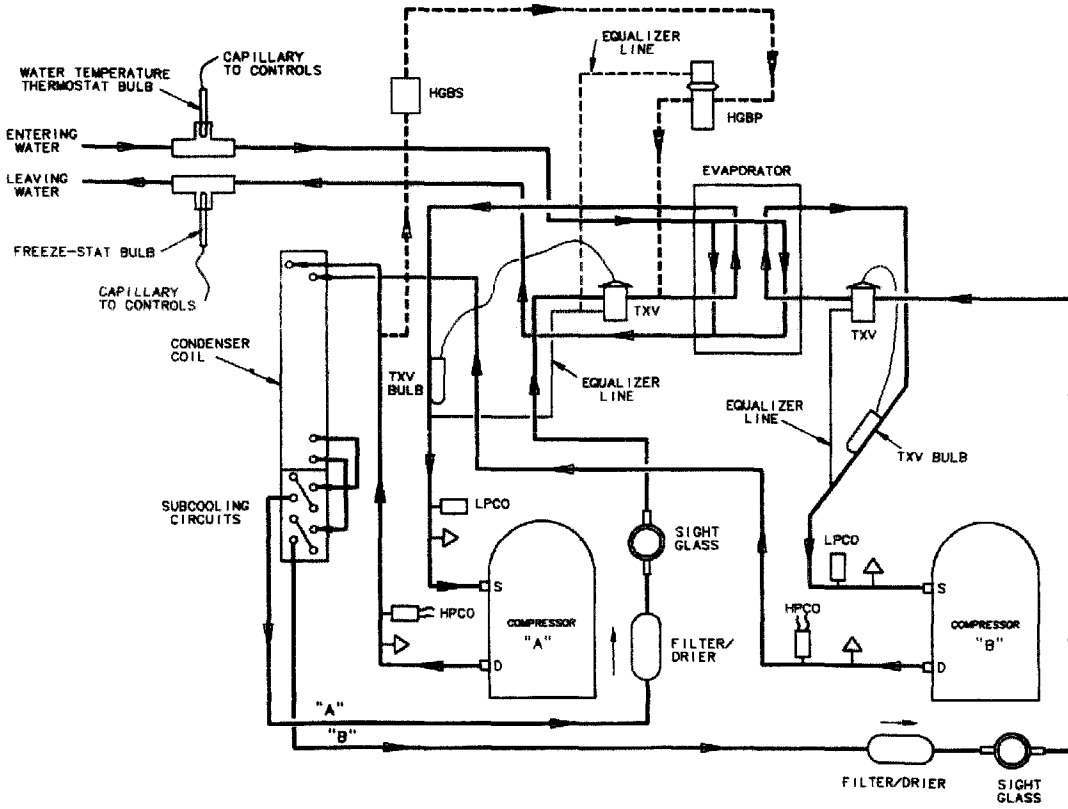 CAPILLARY
TO CONTROLS
WATER TEMPERATURE
THERMOSTAT BULB
EQUALIZER
LINE
HGBS
HGBP
ENTERING
WATER
LEAVING
WATER
EVAPORATOR
FREEZE-STAT BULB
CAPILLARY
TO CONTROLS
TXV
TXV
CONDENSER
COIL
TXV
BULB
EQUALIZER
LINE
EQUALIZER
LINE
TXV BULB
SUBCOOLING
CIRCUITS
LPCO
SIGHT
GLASS
LPCO
S
S
HPCO
COMPRESSOR
"A"
FILTER/
DRIER
HPCO
COMPRESSOR
"B"
D
D
"A"
"B"
FILTER/DRIER
SIGHT
GLASS